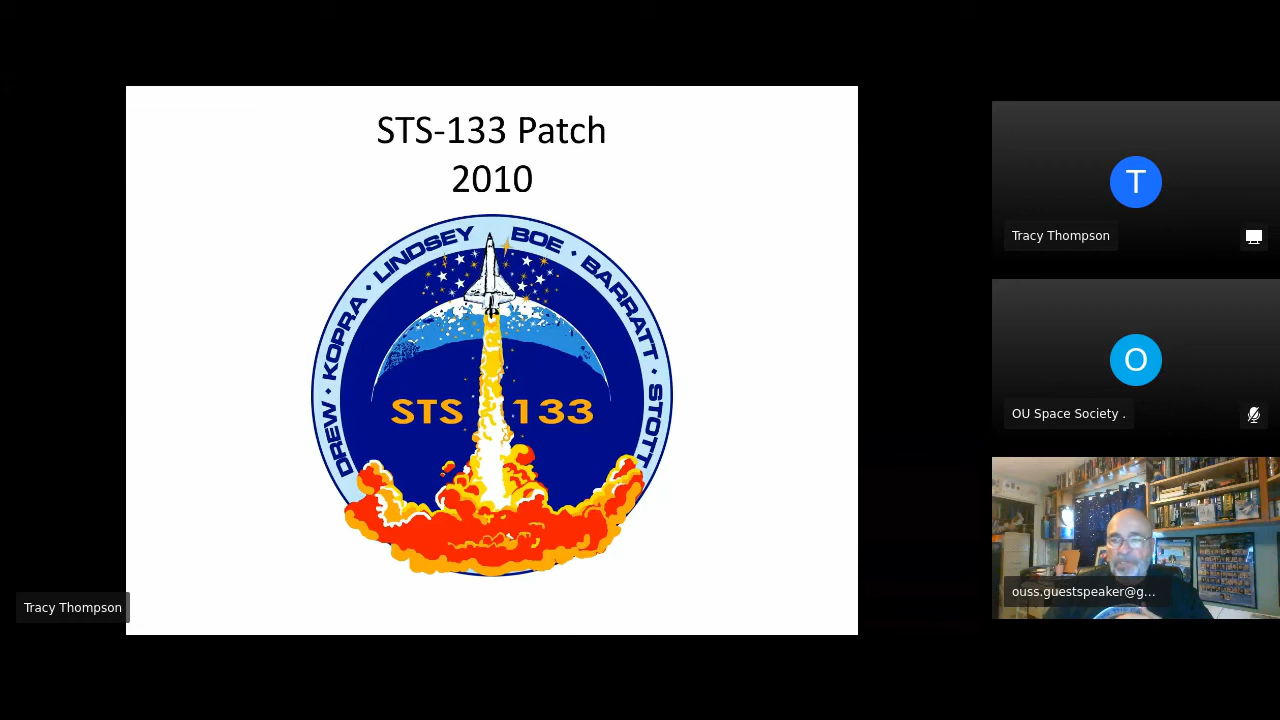 STS-133 Patch
2010
DREW · KOPRA · LINDSEY BOE · BARRATT · STOTT
STS 133
Tracy Thompson
T
Tracy Thompson
O
OU Space Society .
ouss.guestspeaker@g...